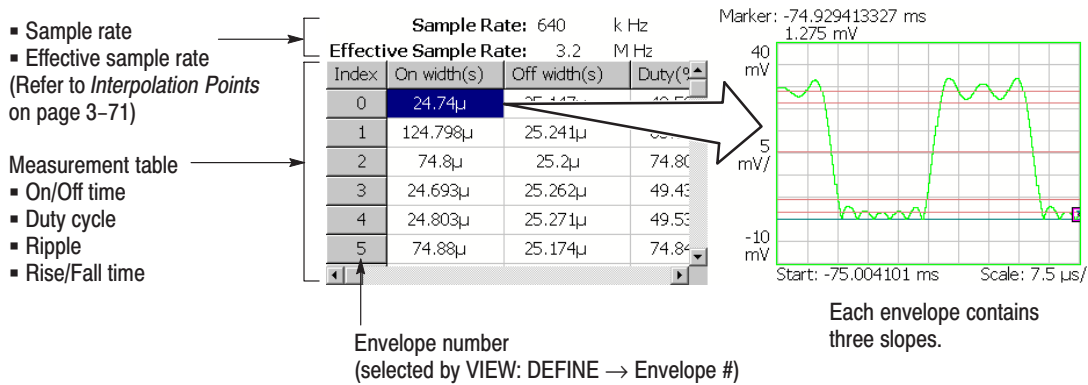 ▪ Sample rate
▪ Effective sample rate
(Refer to Interpolation Points
on page 3–71)
Measurement table
▪ On/Off time
▪ Duty cycle
▪ Ripple
▪ Rise/Fall time
Sample Rate: 640 k Hz
Effective Sample Rate: 3.2 M Hz
Index On width(s) Off width(s) Duty(%
0 24.74µ
1 124.798µ 25.241µ
2 74.8µ 25.2µ 74.80
3 24.693µ 25.262µ 49.43
4 24.803µ 25.271µ 49.53
5 74.88µ 25.174µ 74.84
Envelope number
(selected by VIEW: DEFINE → Envelope #)
Marker: -74.929413327 ms
1.275 mV
40
mV
5
mV/
-10
mV
Start: -75.004101 ms Scale: 7.5 µs/
Each envelope contains
three slopes.